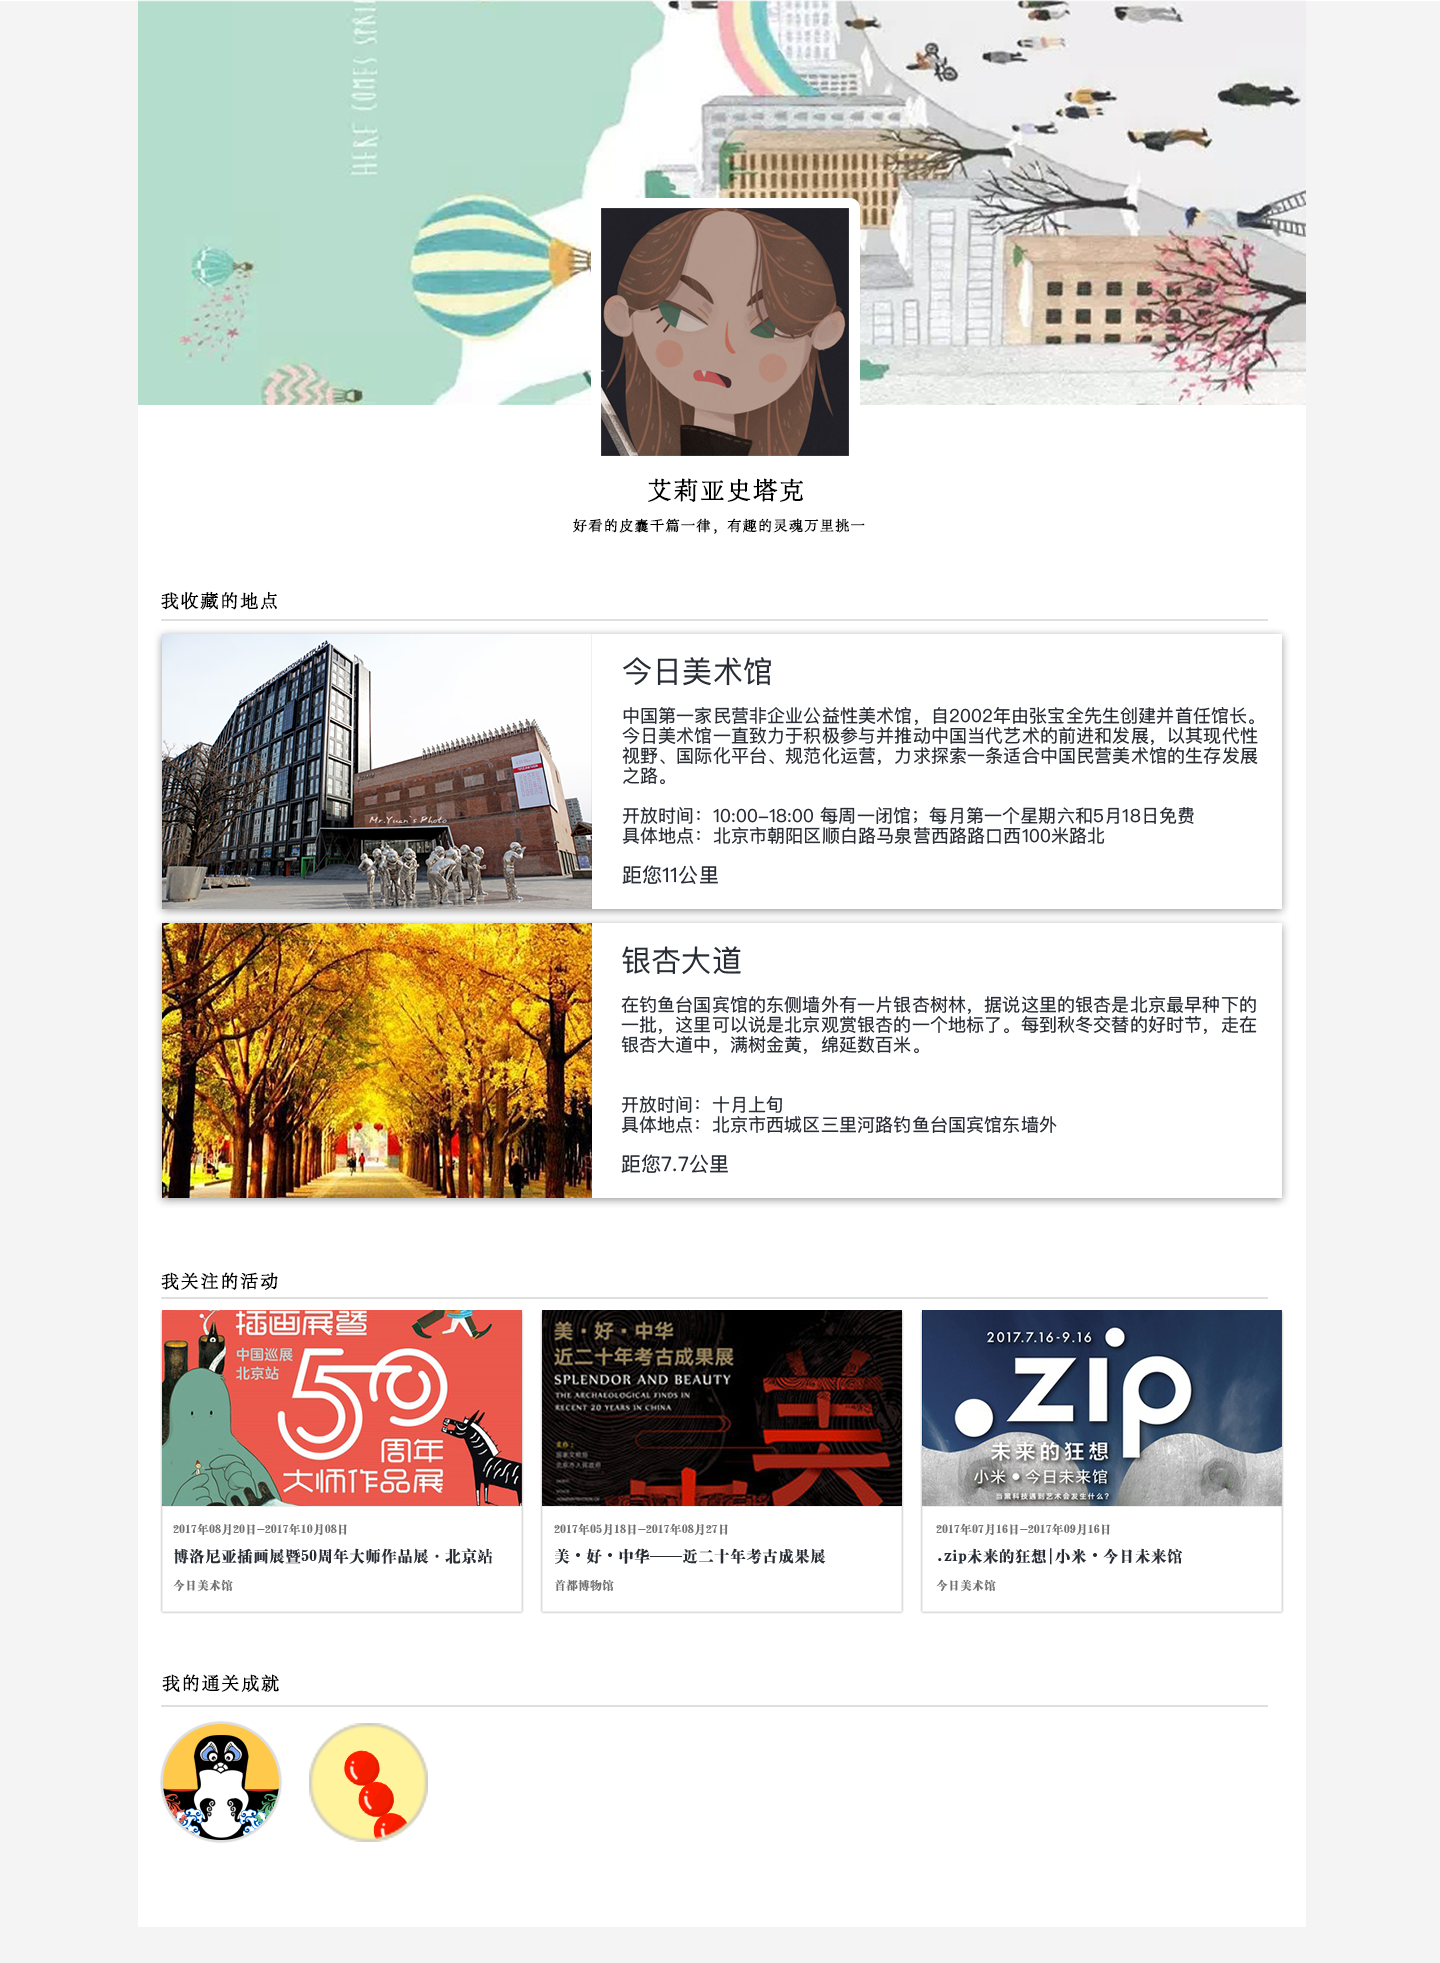 HERE COMES SPRI
艾莉亚史塔克
好看的皮囊千篇一律，有趣的灵魂万里挑一
我收藏的地点
Mr.Yuan's Photo
今日美术馆
中国第一家民营非企业公益性美术馆，自2002年由张宝全先生创建并首任馆长。
今日美术馆一直致力于积极参与并推动中国当代艺术的前进和发展，以其现代性
视野、国际化平台、规范化运营，力求探索一条适合中国民营美术馆的生存发展
之路。
开放时间：10:00-18:00 每周一闭馆；每月第一个星期六和5月18日免费
具体地点：北京市朝阳区顺白路马泉营西路路口西100米路北
距您11公里
银杏大道
在钓鱼台国宾馆的东侧墙外有一片银杏树林，据说这里的银杏是北京最早种下的
一批，这里可以说是北京观赏银杏的一个地标了。每到秋冬交替的好时节，走在
银杏大道中，满树金黄，绵延数百米。
开放时间：十月上旬
具体地点：北京市西城区三里河路钓鱼台国宾馆东墙外
距您7.7公里
我关注的活动
插画展暨
中国巡展
北京站
50
周年
大师作品展
2017年08月20日—2017年10月08日
博洛尼亚插画展暨50周年大师作品展·北京站
今日美术馆
美·好·中华
近二十年考古成果展
SPLENDOR AND BEAUTY
THE ARCHAEOLOGICAL FINDS IN
RECENT 20 YEARS IN CHINA
美
2017年05月18日—2017年08月27日
美·好·中华——近二十年考古成果展
首都博物馆
2017.7.16-9.16
.zip
未来的狂想
小米•今日未来馆
当黑科技遇到艺术会发生什么？
2017年07月16日—2017年09月16日
.zip未来的狂想|小米·今日未来馆
今日美术馆
我的通关成就